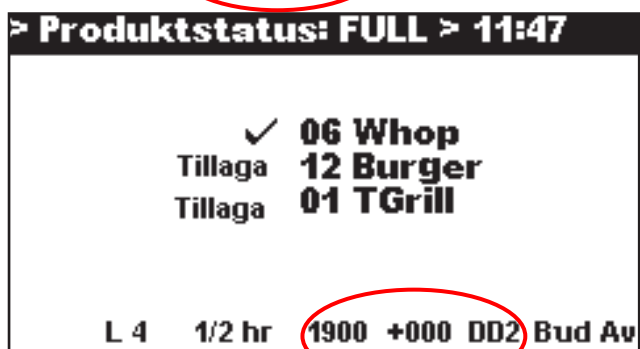 > Produktstatus: FULL > 11:47
✓ 06 Whop
Tillaga 12 Burger
Tillaga 01 TGrill
L 4 1/2 hr 1900 +000 DD2 Bud Av